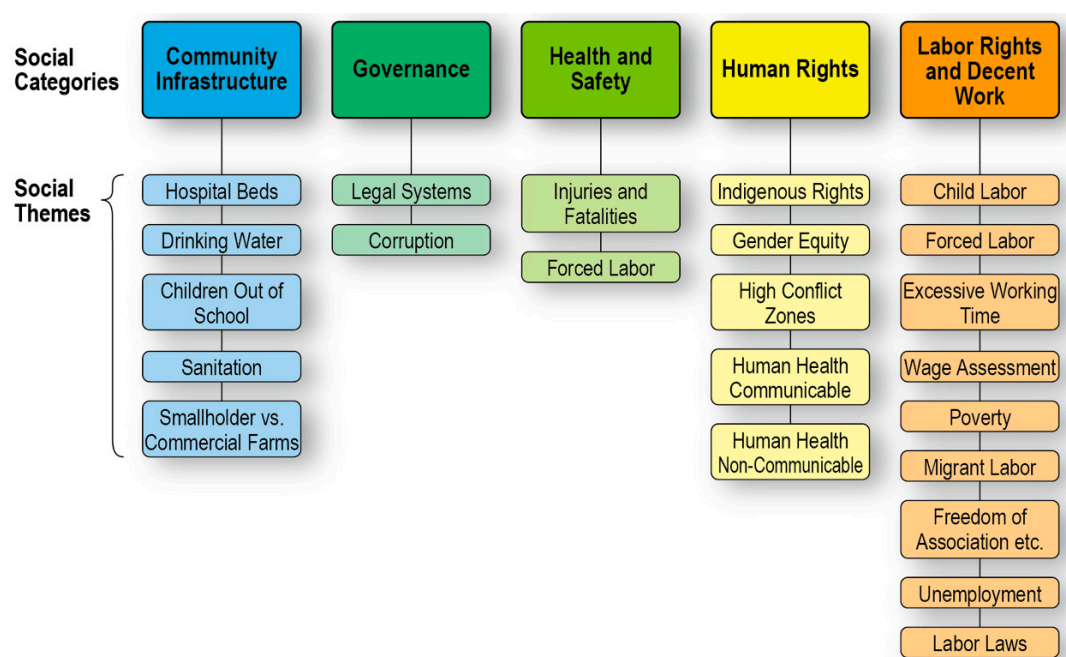 Social
Categories
Community
Infrastructure
Governance
Health and
Safety
Human Rights
Labor Rights
and Decent
Work
Social
Themes
Hospital Beds
Drinking Water
Children Out of
School
Sanitation
Smallholder vs.
Commercial Farms
Legal Systems
Corruption
Injuries and
Fatalities
Forced Labor
Indigenous Rights
Gender Equity
High Conflict
Zones
Human Health
Communicable
Human Health
Non-Communicable
Child Labor
Forced Labor
Excessive Working
Time
Wage Assessment
Poverty
Migrant Labor
Freedom of
Association etc.
Unemployment
Labor Laws